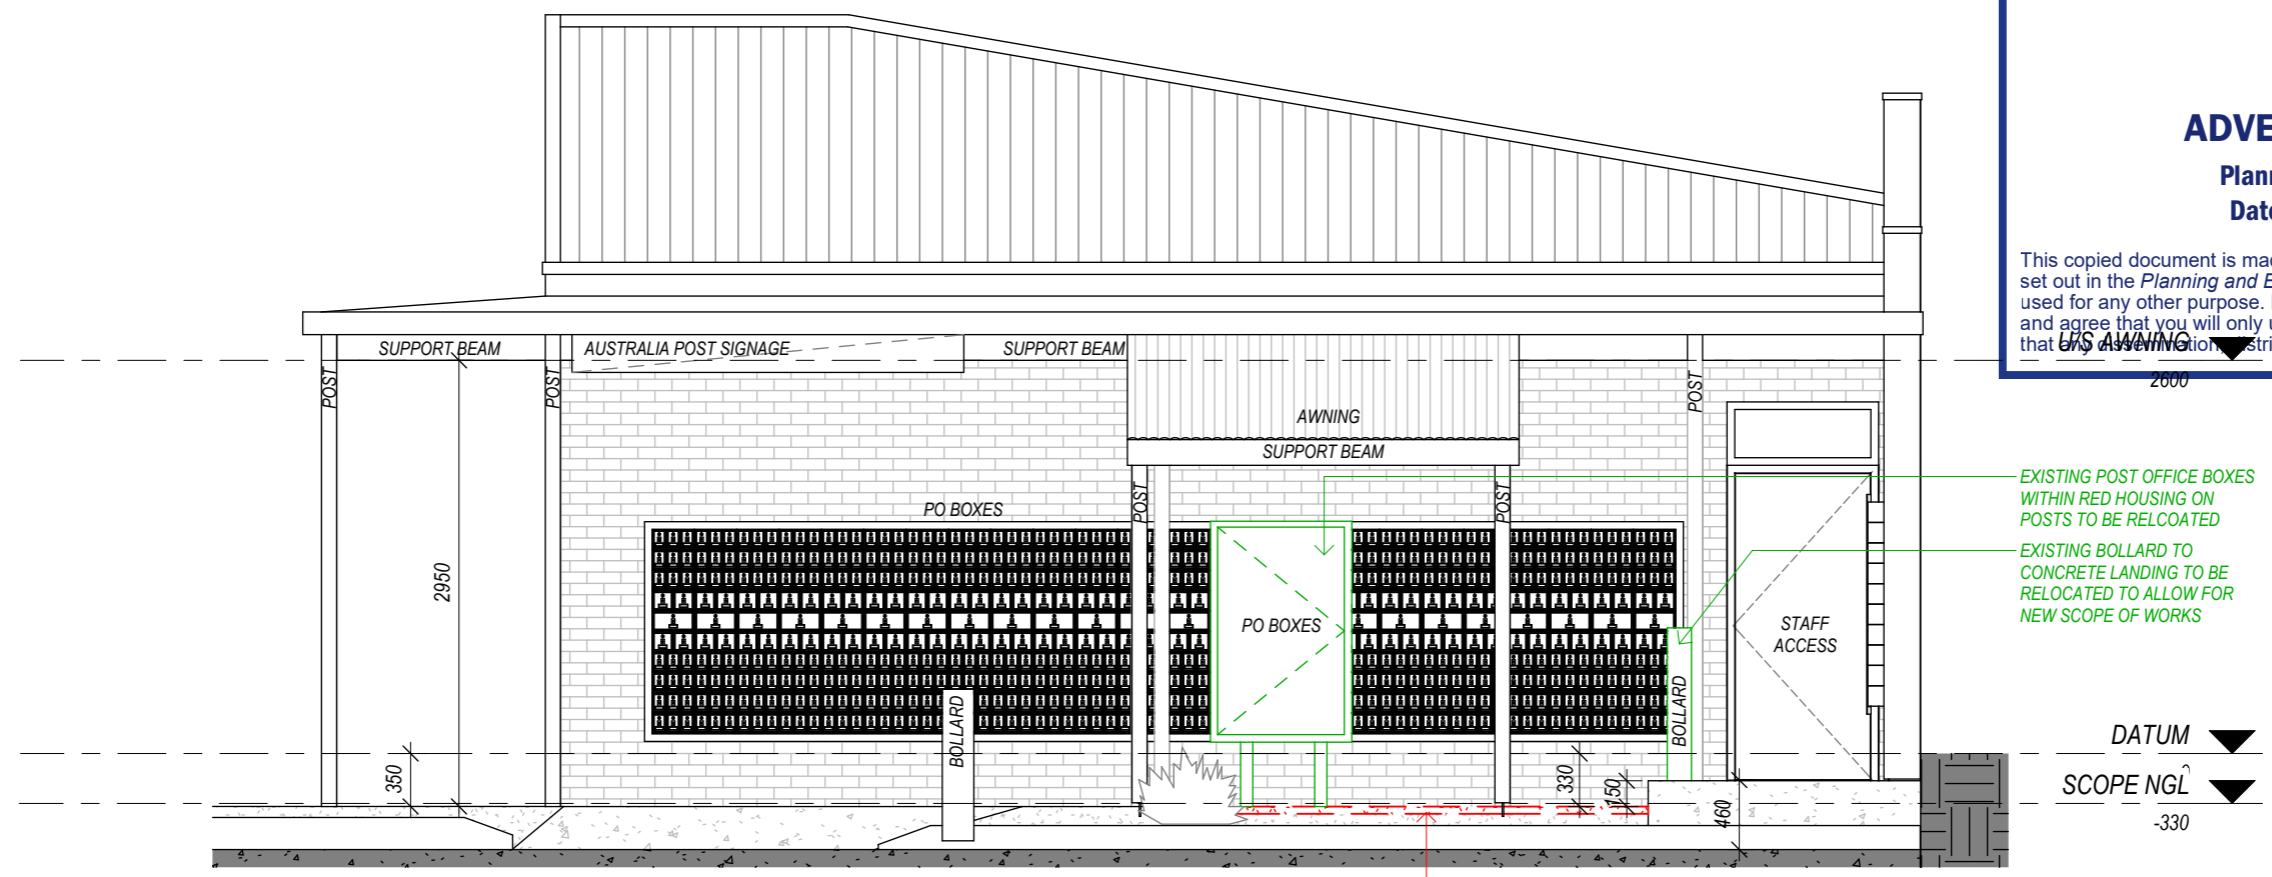 ADVE
Plann
Date
This copied document is mad
set out in the Planning and E
used for any other purpose.
and agree that you will only u
that any dissemination, distri
U/S AWNING
2600
SUPPORT BEAM
AUSTRALIA POST SIGNAGE
SUPPORT BEAM
POST
POST
POST
AWNING
SUPPORT BEAM
POST
POST
PO BOXES
EXISTING POST OFFICE BOXES
WITHIN RED HOUSING ON
POSTS TO BE RELCOATED
EXISTING BOLLARD TO
CONCRETE LANDING TO BE
RELOCATED TO ALLOW FOR
NEW SCOPE OF WORKS
2950
PO BOXES
STAFF
ACCESS
BOLLARD
BOLLARD
DATUM
350
330
150
460
SCOPE NGL
-330